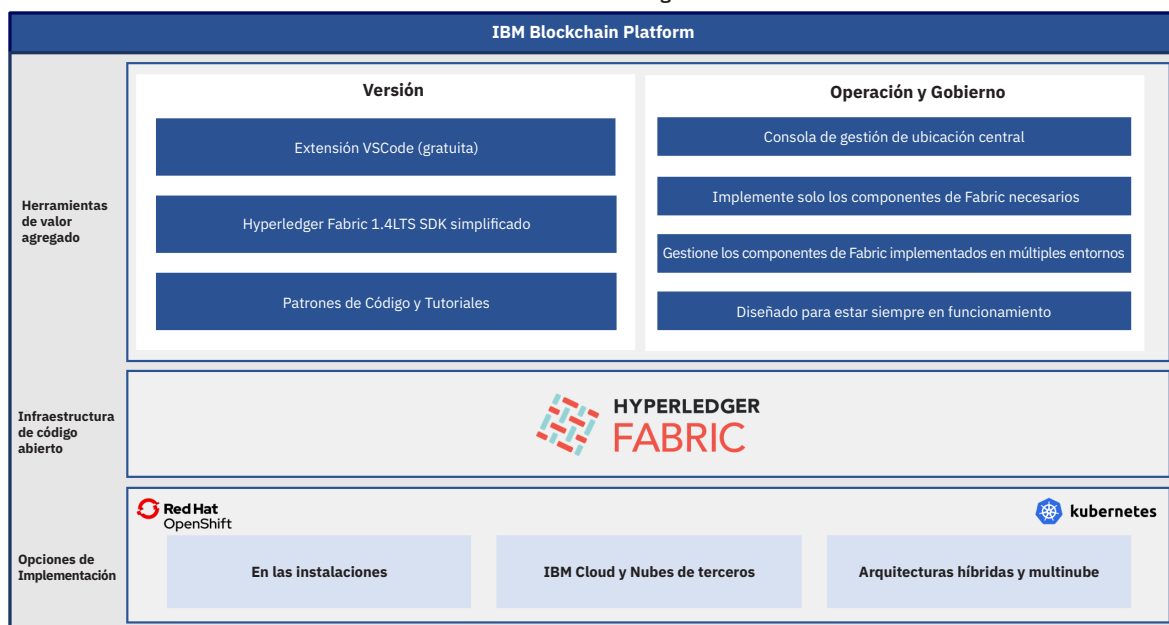 IBM Blockchain Platform
Herramientas
de valor
agregado
Versión
Extensión VSCode (gratuita)
Hyperledger Fabric 1.4LTS SDK simplificado
Patrones de Código y Tutoriales
Operación y Gobierno
Consola de gestión de ubicación central
Implemente solo los componentes de Fabric necesarios
Gestione los componentes de Fabric implementados en múltiples entornos
Diseñado para estar siempre en funcionamiento
Infraestructura
de código
abierto
HYPERLEDGER
FABRIC
Opciones de
Implementación
Red Hat
OpenShift
kubernetes
En las instalaciones
IBM Cloud y Nubes de terceros
Arquitecturas híbridas y multinube